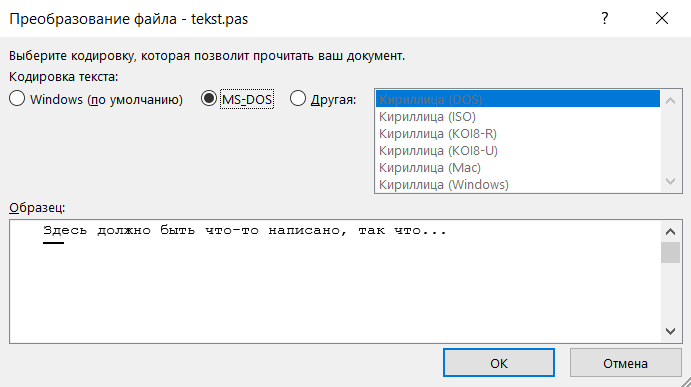 Преобразование файла - tekst.pas ? ×
Выберите кодировку, которая позволит прочитать ваш документ.
Кодировка текста:
Windows (по умолчанию) MS-DOS Другая: Кириллица (DOS)
Кириллица (ISO)
Кириллица (KOI8-R)
Кириллица (KOI8-U)
Кириллица (Mac)
Кириллица (Windows)
Образец:
Здесь должно быть что-то написано, так что...
ОК Отмена